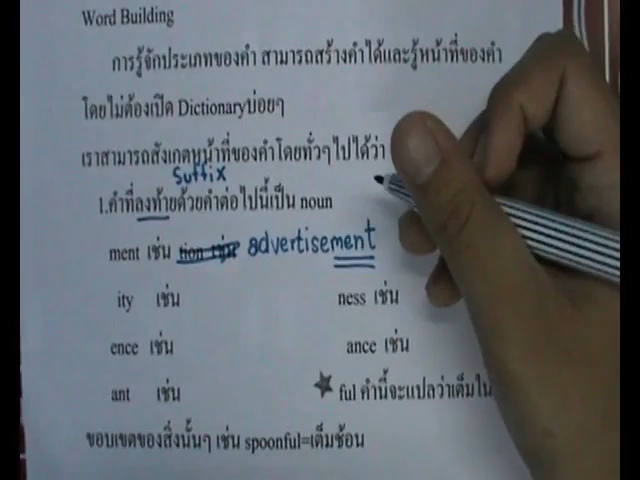 Word Building
การรู้จักประเภทของคำ สามารถสร้างคำได้และรู้หน้าที่ของคำ
โดยไม่ต้องเปิด Dictionaryบ่อยๆ
เราสามารถสังเกตหน้าที่ของคำโดยทั่วๆไปได้ว่า
Suffix
1.คำที่ลงท้ายด้วยคำต่อไปนี้เป็น noun
ment เช่น tion เช่น advertisement
ity เช่น ness เช่น
ence เช่น ance เช่น
ant เช่น ful คำนี้จะแปลว่าเต็มใน
ขอบเขตของสิ่งนั้นๆ เช่น spoonful=เต็มช้อน